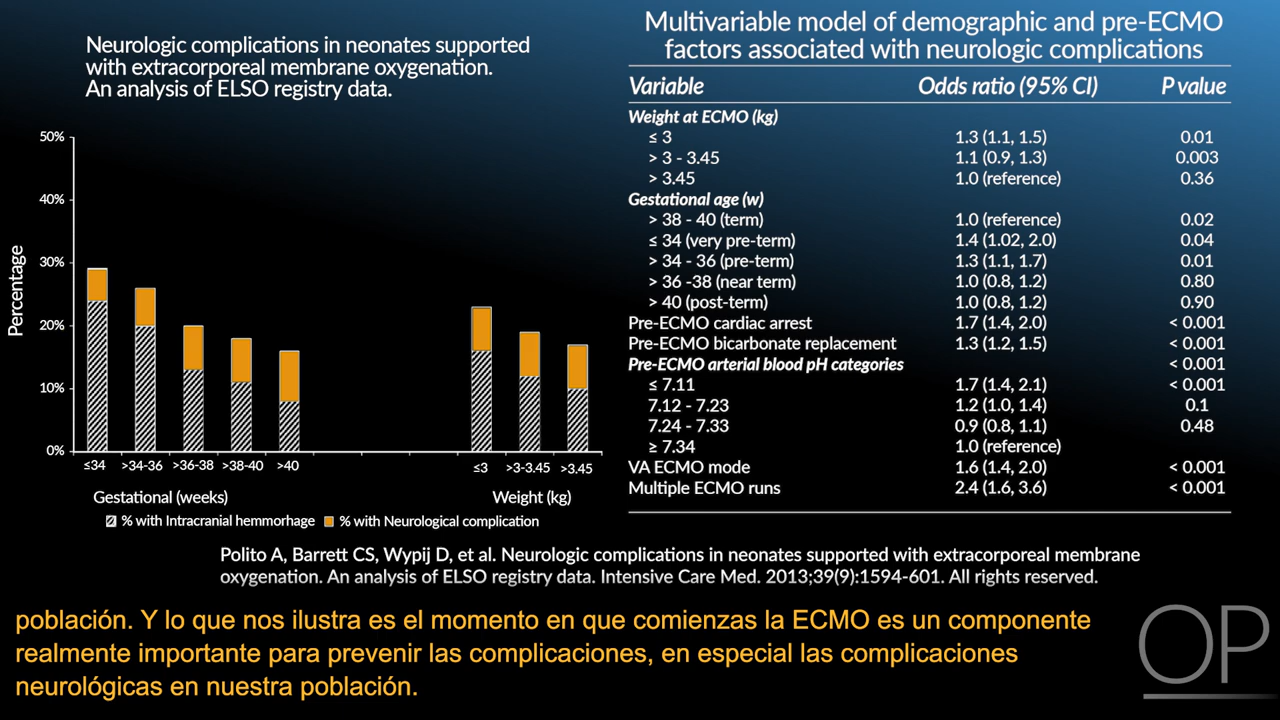 Neurologic complications in neonates supported
with extracorporeal membrane oxygenation.
An analysis of ELSO registry data.
50%
40%
30%
20%
10%
0%
Percentage
≤34 >34-36 >36-38 >38-40 >40 ≤3 >3-3.45 >3.45
Gestational (weeks) Weight (kg)
% with Intracranial hemmorhage % with Neurological complication
Multivariable model of demographic and pre-ECMO
factors associated with neurologic complications
Variable Odds ratio (95% CI) P value
Weight at ECMO (kg)
≤ 3 1.3 (1.1, 1.5) 0.01
> 3 - 3.45 1.1 (0.9, 1.3) 0.003
> 3.45 1.0 (reference) 0.36
Gestational age (w)
> 38 - 40 (term) 1.0 (reference) 0.02
≤ 34 (very pre-term) 1.4 (1.02, 2.0) 0.04
> 34 - 36 (pre-term) 1.3 (1.1, 1.7) 0.01
> 36 -38 (near term) 1.0 (0.8, 1.2) 0.80
> 40 (post-term) 1.0 (0.8, 1.2) 0.90
Pre-ECMO cardiac arrest 1.7 (1.4, 2.0) < 0.001
Pre-ECMO bicarbonate replacement 1.3 (1.2, 1.5) < 0.001
Pre-ECMO arterial blood pH categories < 0.001
≤ 7.11 1.7 (1.4, 2.1) < 0.001
7.12 - 7.23 1.2 (1.0, 1.4) 0.1
7.24 - 7.33 0.9 (0.8, 1.1) 0.48
≥ 7.34 1.0 (reference)
VA ECMO mode 1.6 (1.4, 2.0) < 0.001
Multiple ECMO runs 2.4 (1.6, 3.6) < 0.001
Polito A, Barrett CS, Wypij D, et al. Neurologic complications in neonates supported with extracorporeal membrane
oxygenation. An analysis of ELSO registry data. Intensive Care Med. 2013;39(9):1594-601. All rights reserved.
población. Y lo que nos ilustra es el momento en que comienzas la ECMO es un componente
realmente importante para prevenir las complicaciones, en especial las complicaciones
neurológicas en nuestra población.
OP